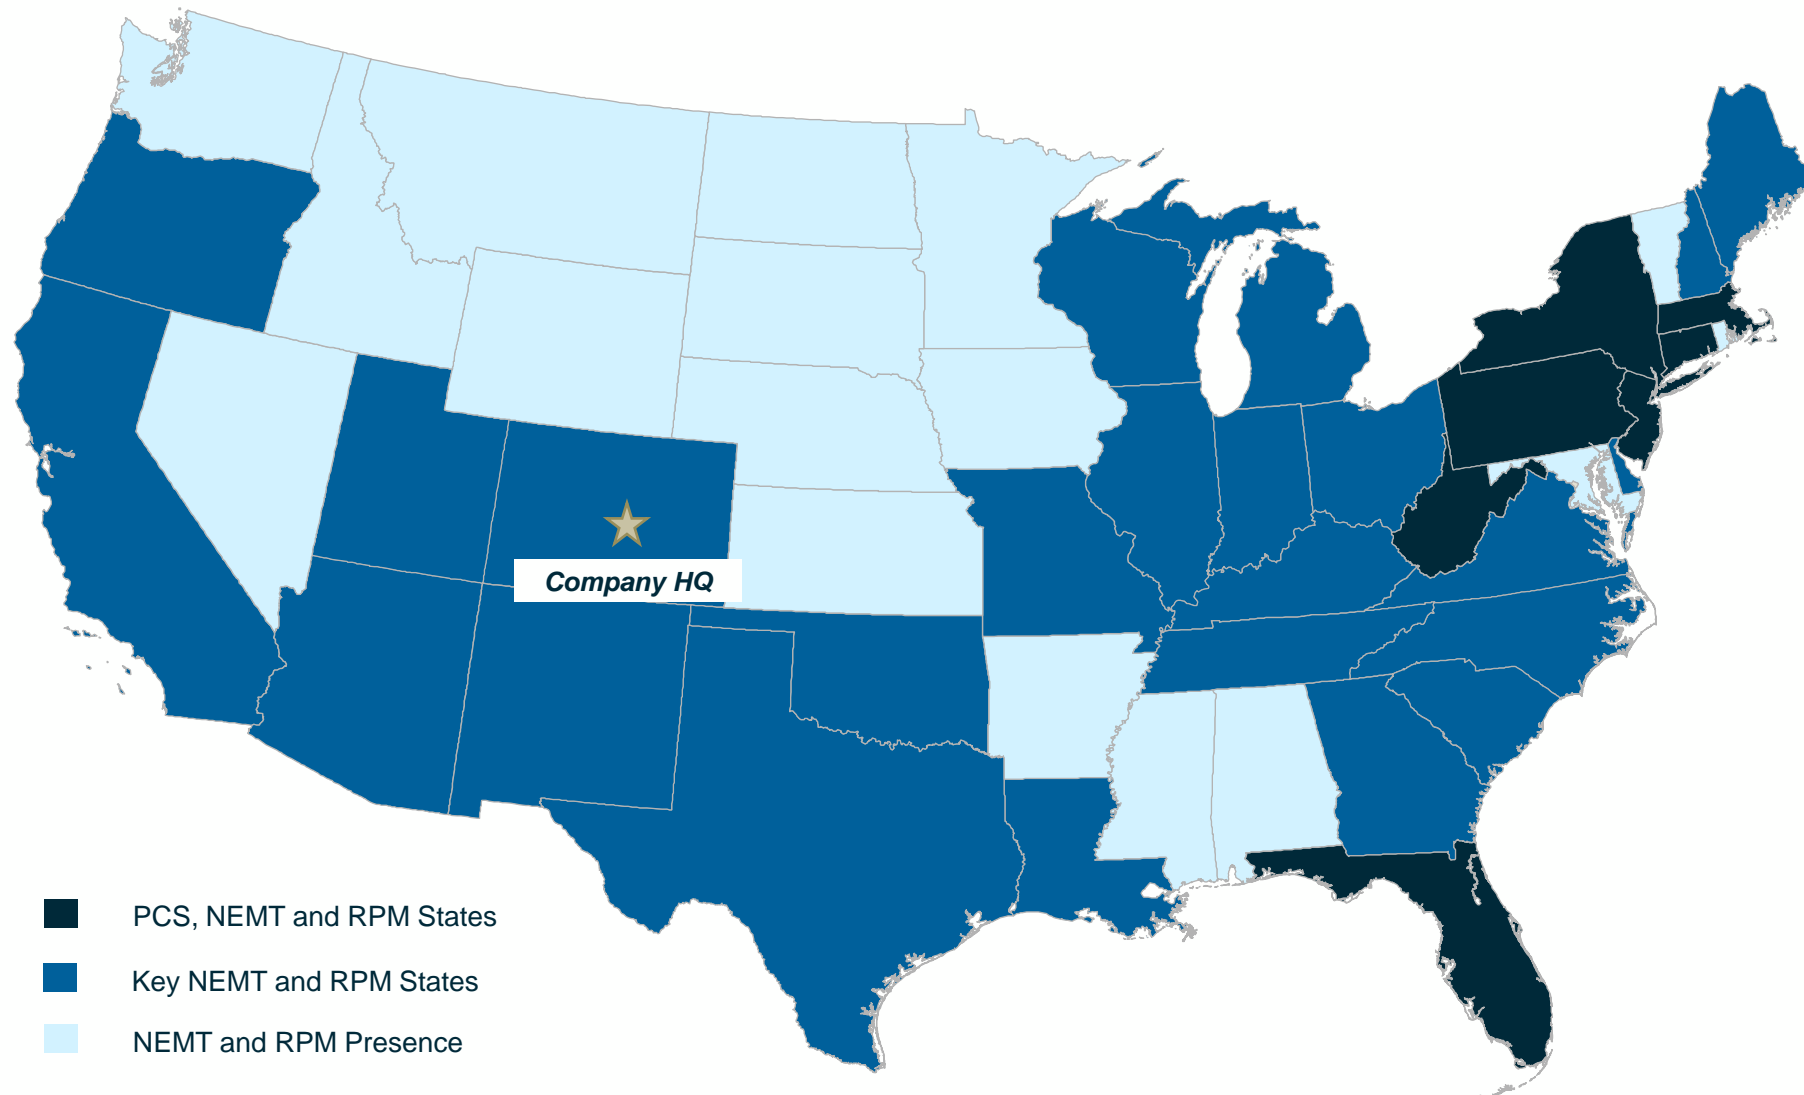 Company HQ
PCS, NEMT and RPM States
Key NEMT and RPM States
NEMT and RPM Presence